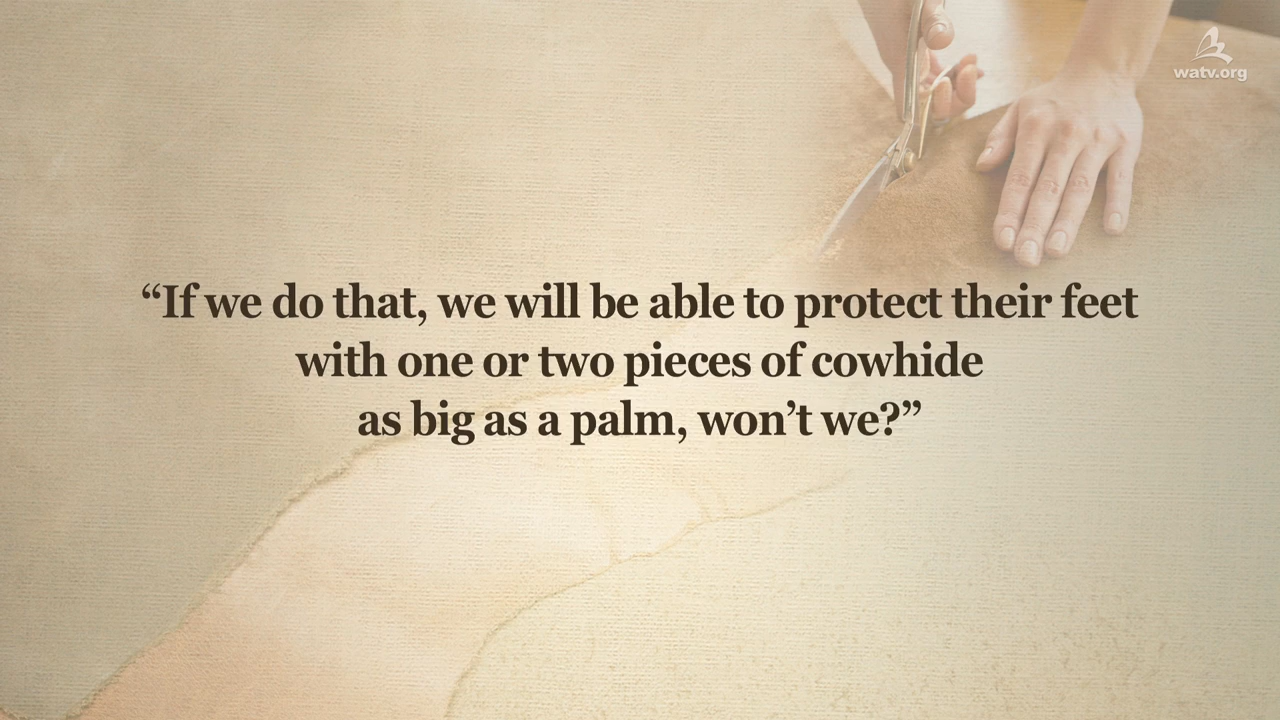 watv.org
“If we do that, we will be able to protect their feet
with one or two pieces of cowhide
as big as a palm, won’t we?”